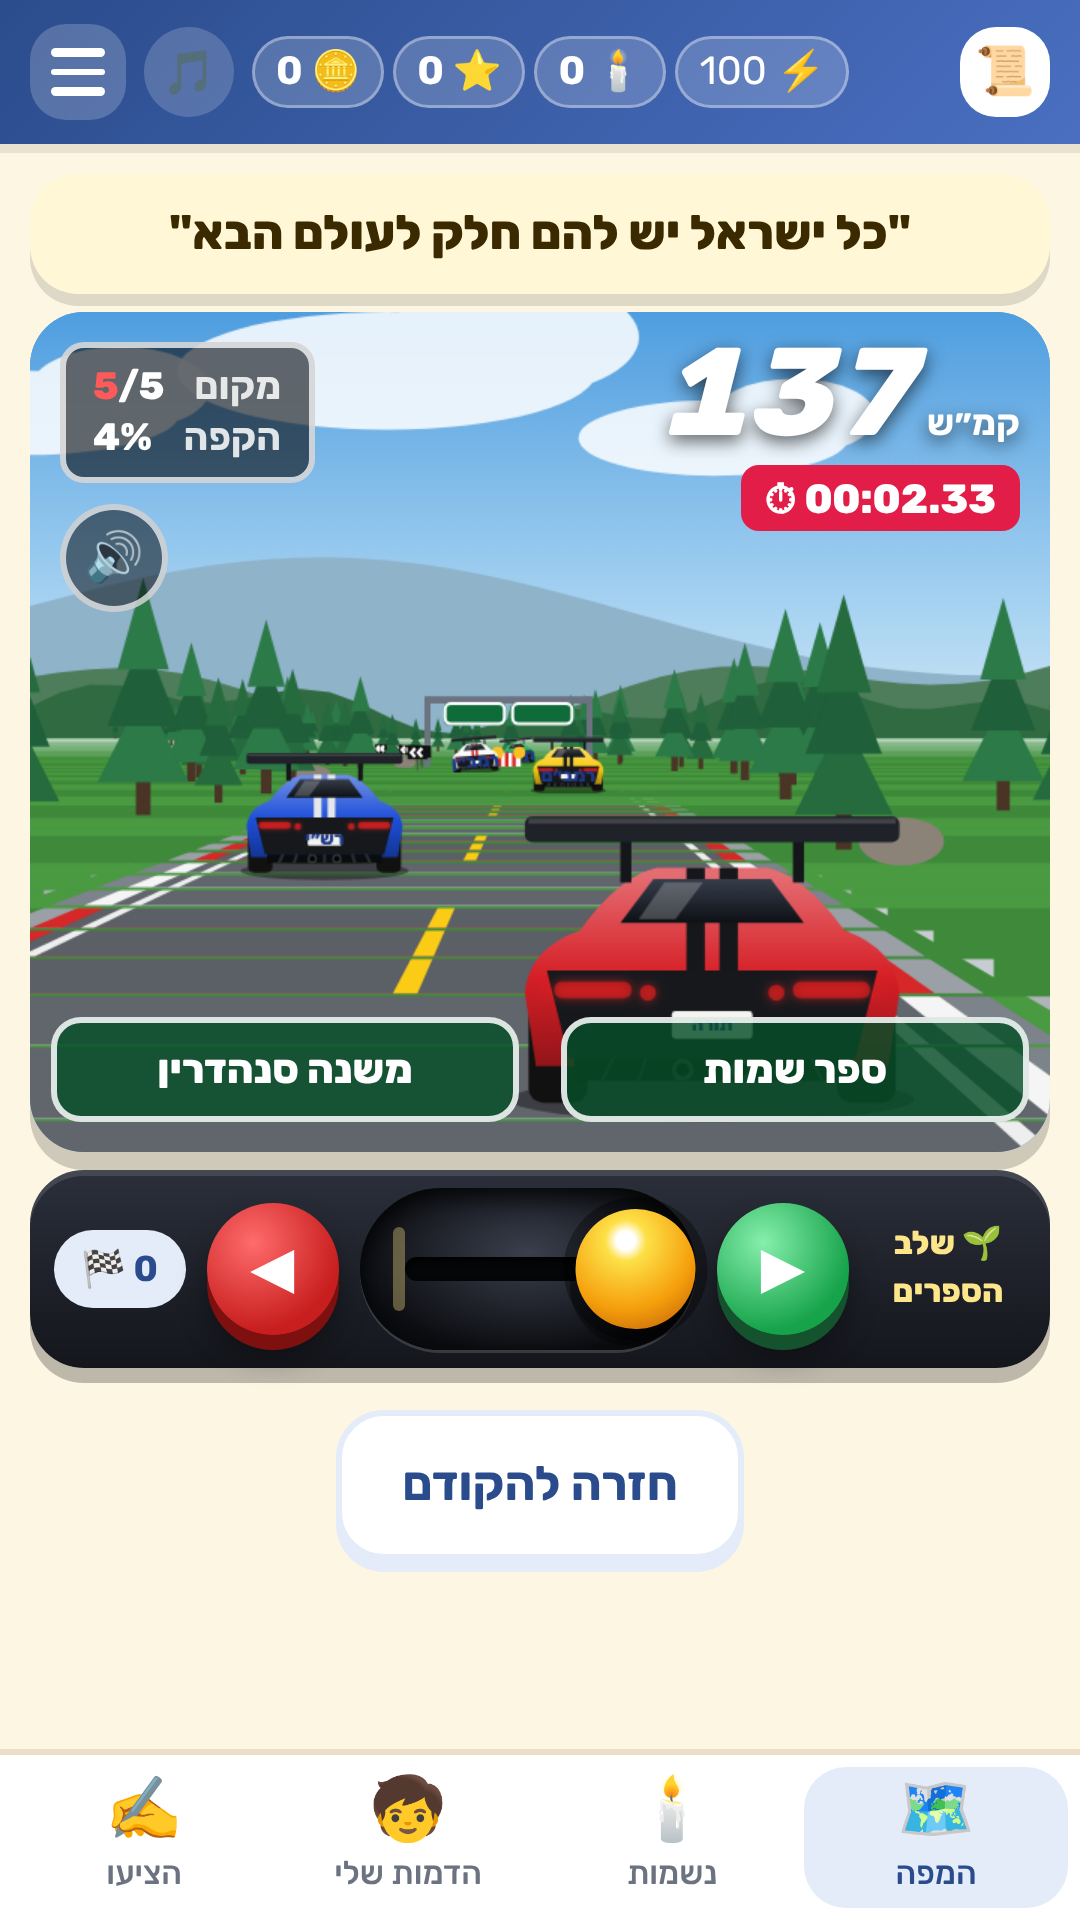 0 0 0 100
"כל ישראל יש להם חלק לעולם הבא"
137 קמ״ש
00:02.33
מקום 5/5
הקפה 4%
רש"י
ספר שמות
משנה סנהדרין
שלב
הספרים
0
חזרה להקודם
המפה
נשמות
הדמות שלי
הציעו